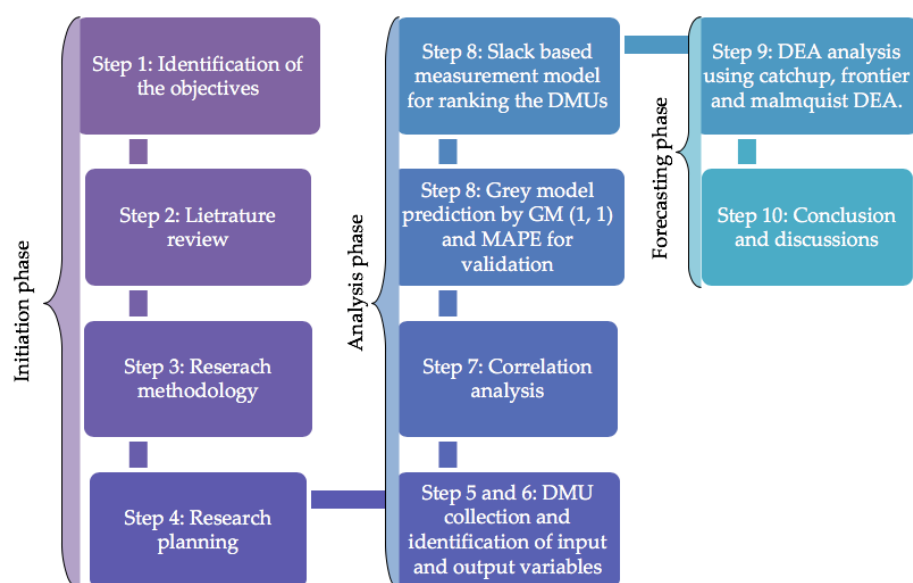 Initiation phase
Step 1: Identification of
the objectives
Step 2: Lietrature
review
Step 3: Reserach
methodology
Step 4: Research
planning
Analysis phase
Step 8: Slack based
measurement model
for ranking the DMUs
Step 8: Grey model
prediction by GM (1, 1)
and MAPE for
validation
Step 7: Correlation
analysis
Step 5 and 6: DMU
collection and
identification of input
and output variables
Forecasting phase
Step 9: DEA analysis
using catchup, frontier
and malmquist DEA.
Step 10: Conclusion
and discussions